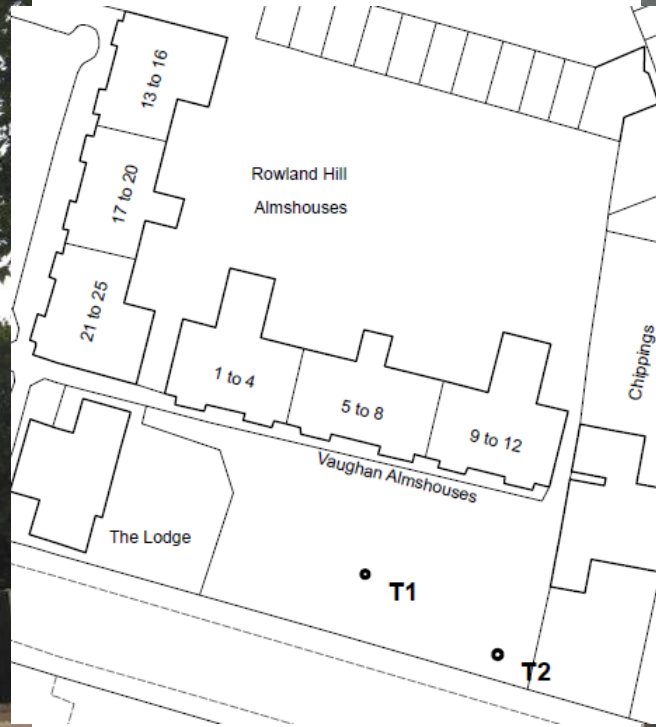 13 to 16
Rowland Hill
Almshouses
17 to 20
21 to 25
Chippings
1 to 4
5 to 8
9 to 12
Vaughan Almshouses
The Lodge
T1
T2